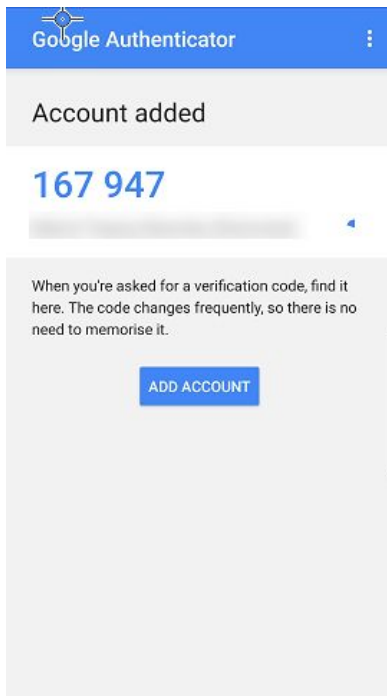 Google Authenticator
Account added
167 947
When you're asked for a verification code, find it
here. The code changes frequently, so there is no
need to memorise it.
ADD ACCOUNT